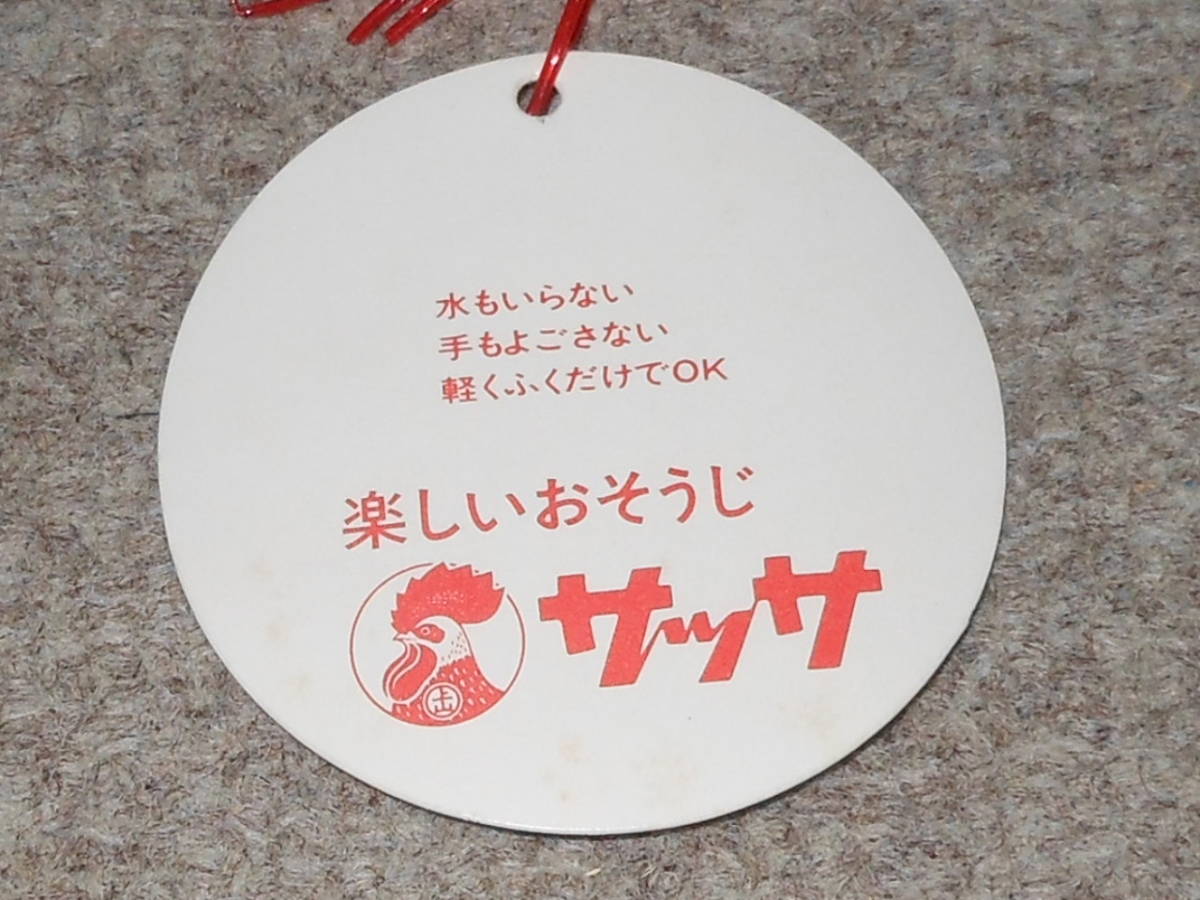 水もいらない
手もよごさない
軽くふくだけでOK
楽しいおそうじ
サッサ